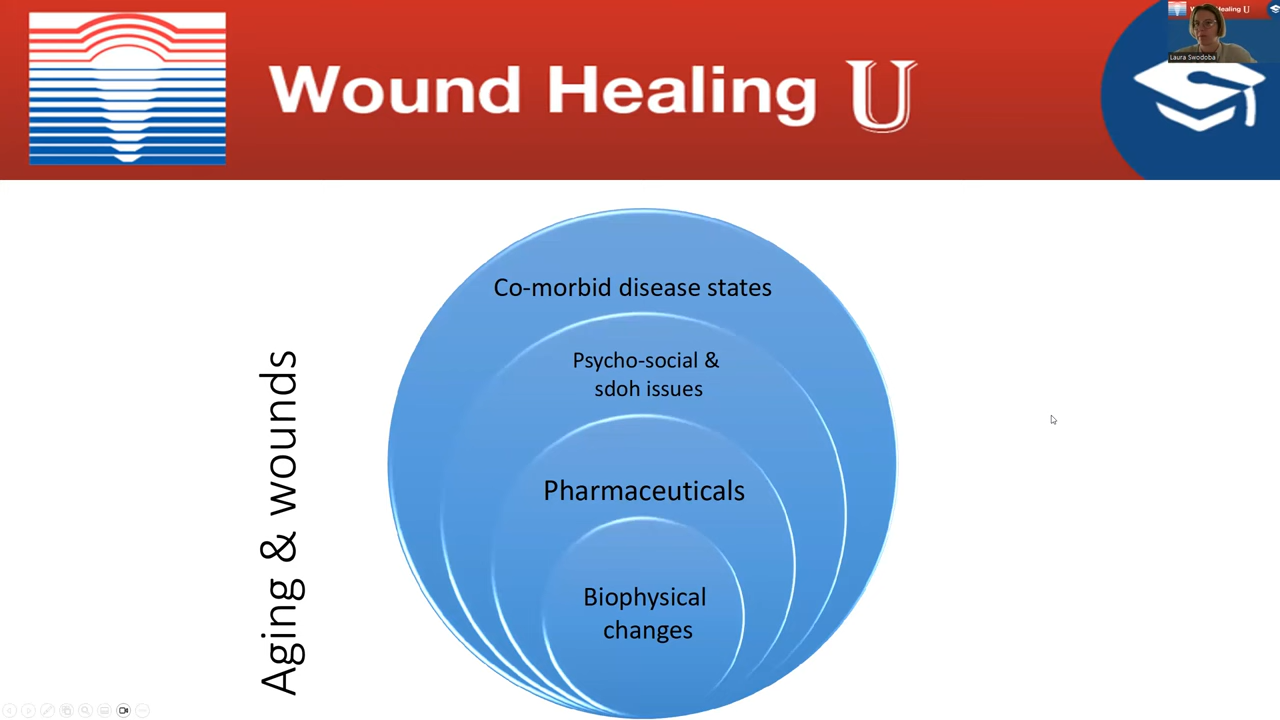 Wound Healing U
Laura Swodoba
Co-morbid disease states
Psycho-social &
sdoh issues
Pharmaceuticals
Biophysical
changes
Aging & wounds